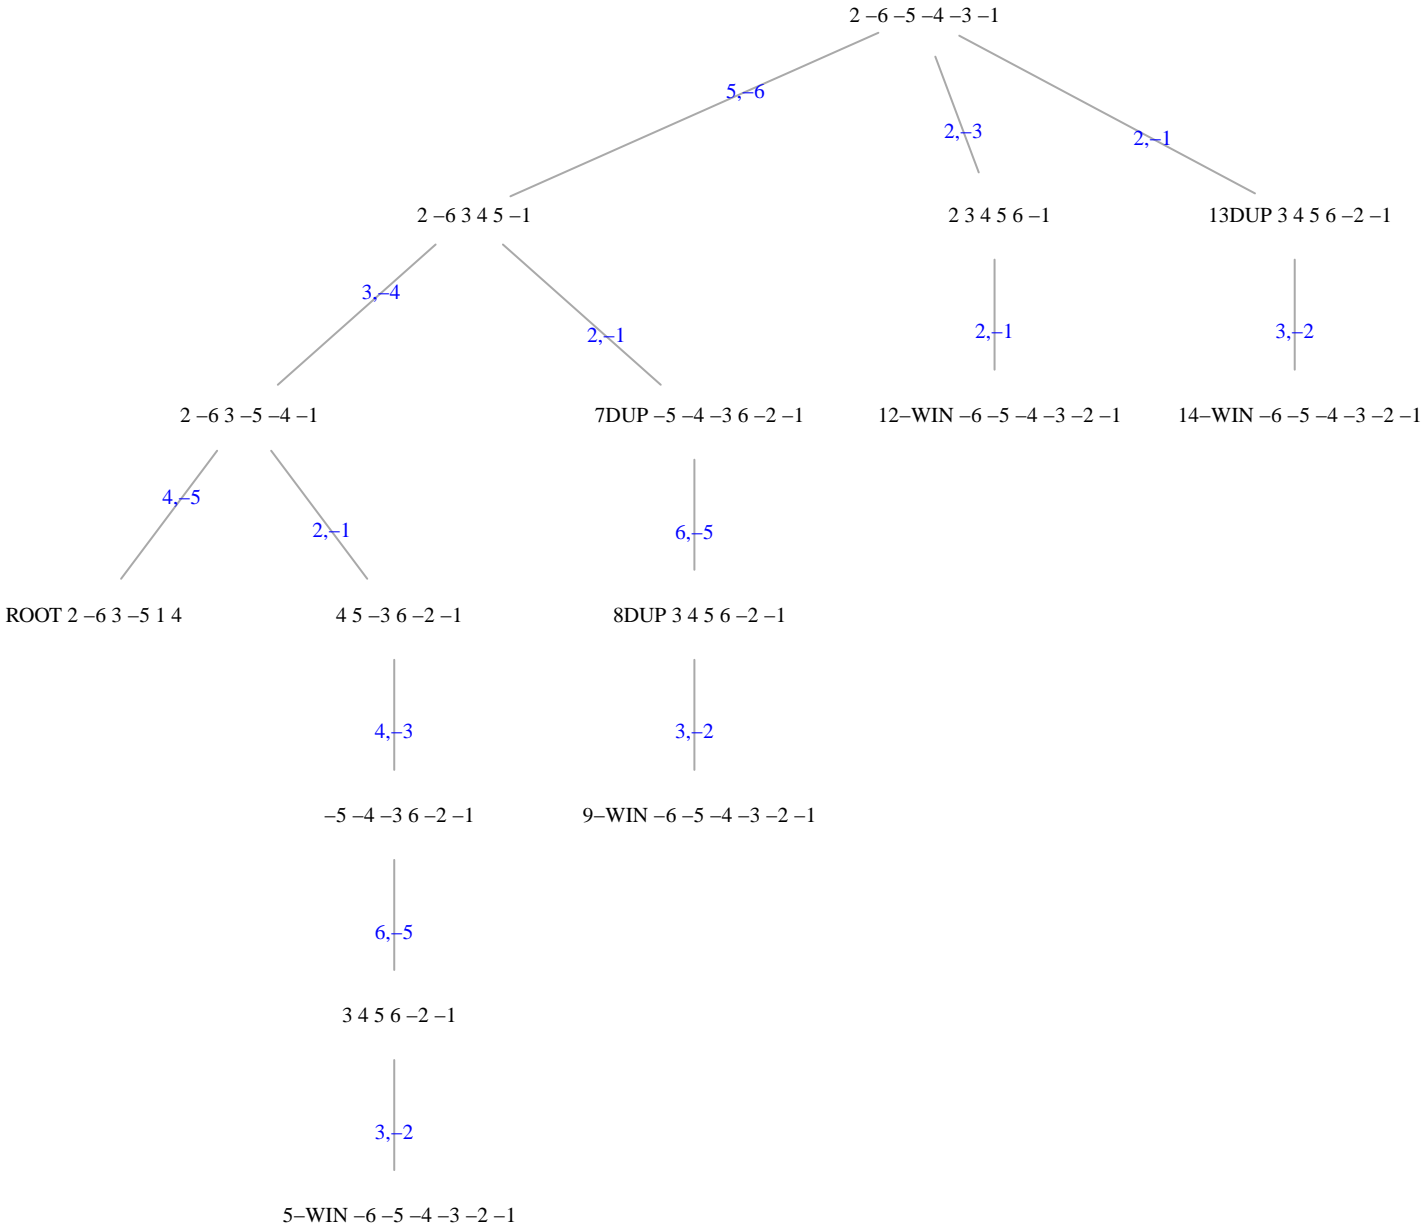 2 –6 –5 –4 –3 –1
5,–6
2,–3
2,–1
2 –6 3 4 5 –1
2 3 4 5 6 –1
13DUP 3 4 5 6 –2 –1
3,–4
2,–1
2,–1
3,–2
2 –6 3 –5 –4 –1
7DUP –5 –4 –3 6 –2 –1
12–WIN –6 –5 –4 –3 –2 –1
14–WIN –6 –5 –4 –3 –2 –1
4,–5
2,–1
6,–5
ROOT 2 –6 3 –5 1 4
4 5 –3 6 –2 –1
8DUP 3 4 5 6 –2 –1
4,–3
3,–2
–5 –4 –3 6 –2 –1
9–WIN –6 –5 –4 –3 –2 –1
6,–5
3 4 5 6 –2 –1
3,–2
5–WIN –6 –5 –4 –3 –2 –1